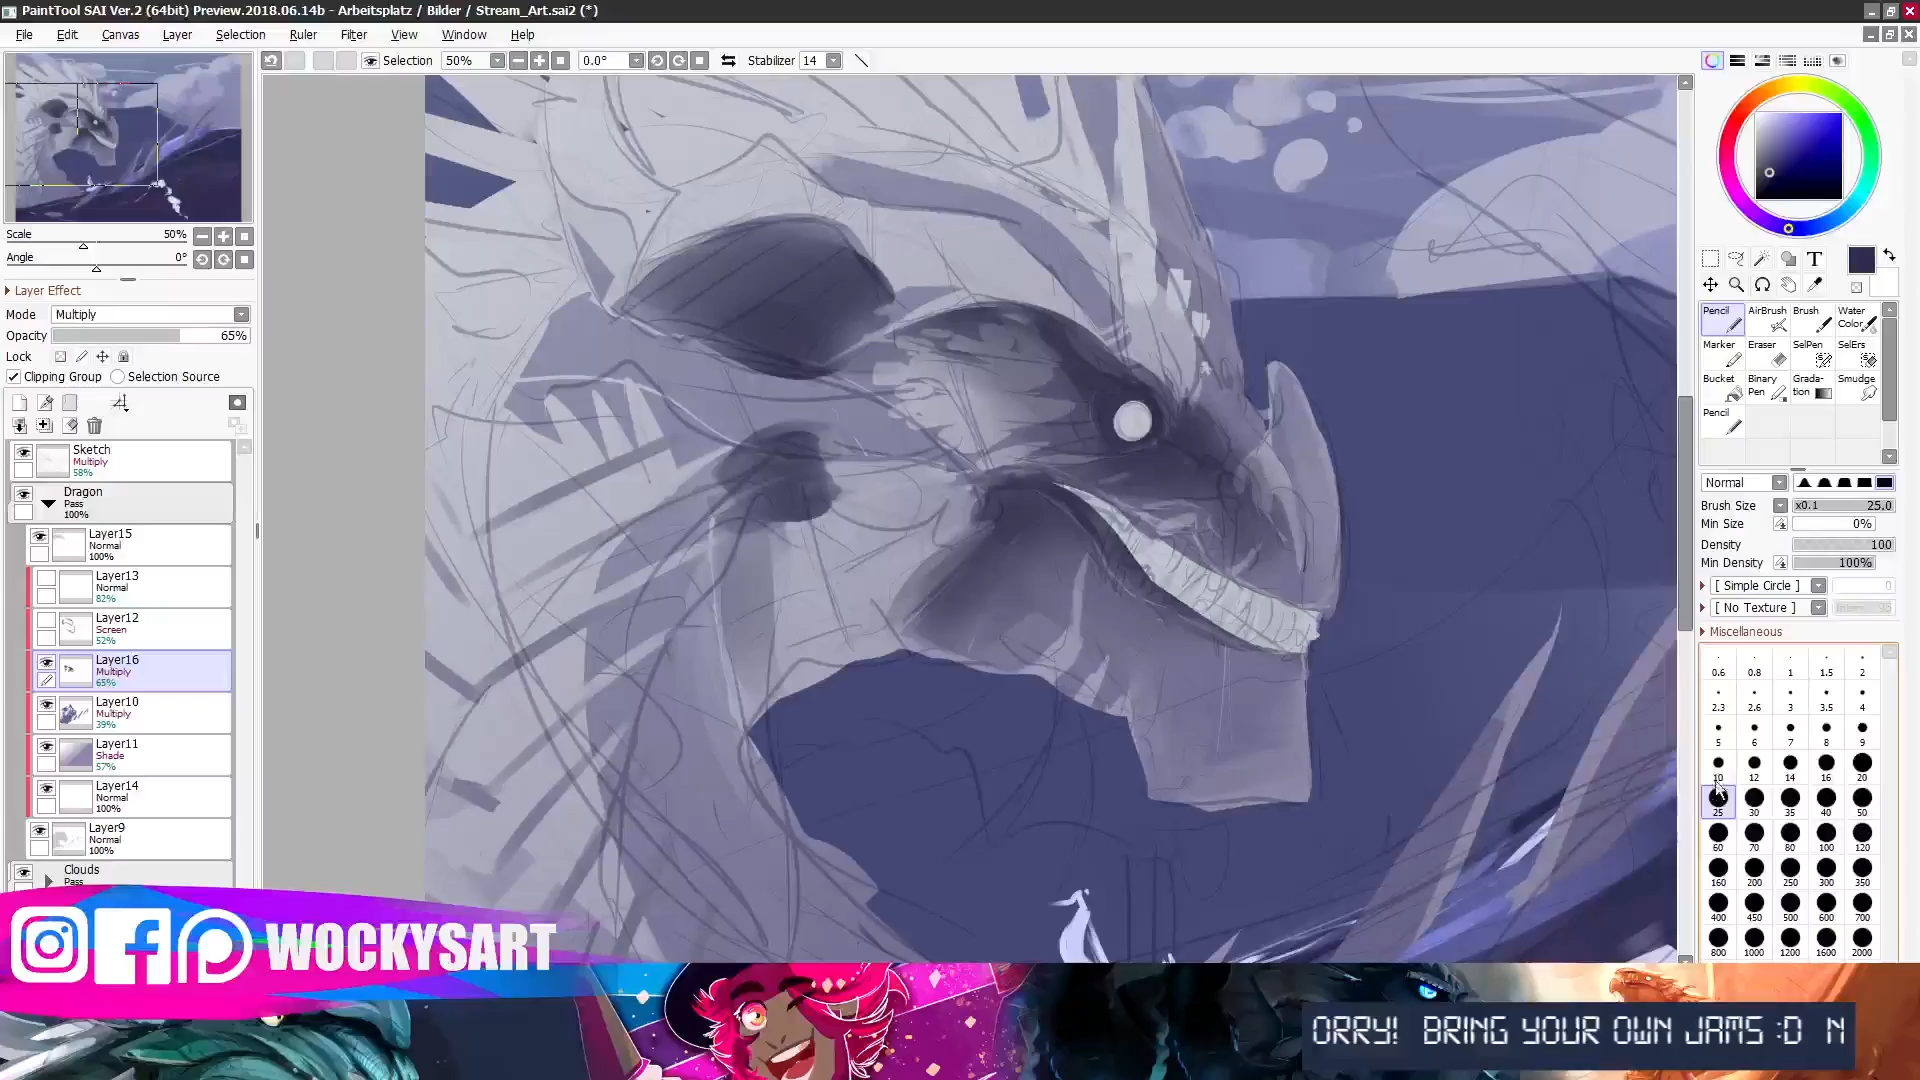 PaintTool SAI Ver.2 (64bit) Preview.2018.06.14b - Arbeitsplatz / Bilder / Stream_Art.sai2 (*)
File Edit Canvas Layer Selection Ruler Filter View Window Help
Selection 50% 0.0° Stabilizer 14
Scale 50%
Angle 0°
Layer Effect
Mode Multiply
Opacity 65%
Lock
Clipping Group Selection Source
Sketch
Multiply
58%
Dragon
Pass
100%
Layer15
Normal
100%
Layer13
Normal
82%
Layer12
Screen
52%
Layer16
Multiply
65%
Layer10
Multiply
39%
Layer11
Shade
57%
Layer14
Normal
100%
Layer9
Normal
100%
Clouds
Pass
T
Pencil AirBrush Brush Water Color
Marker Eraser SelPen SelErs
Bucket Binary Pen Grada-tion Smudge
Pencil
Normal
Brush Size x0.1 25.0
Min Size 0%
Density 100
Min Density 100%
[ Simple Circle ] 0
[ No Texture ]
Miscellaneous
0.6 0.8 1 1.5 2
2.3 2.6 3 3.5 4
5 6 7 8 9
10 12 14 16 20
25 30 35 40 50
60 70 80 100 120
160 200 250 300 350
400 450 500 600 700
800 1000 1200 1600 2000
WOCKYSART
ORRY! BRING YOUR OWN JAMS :D N